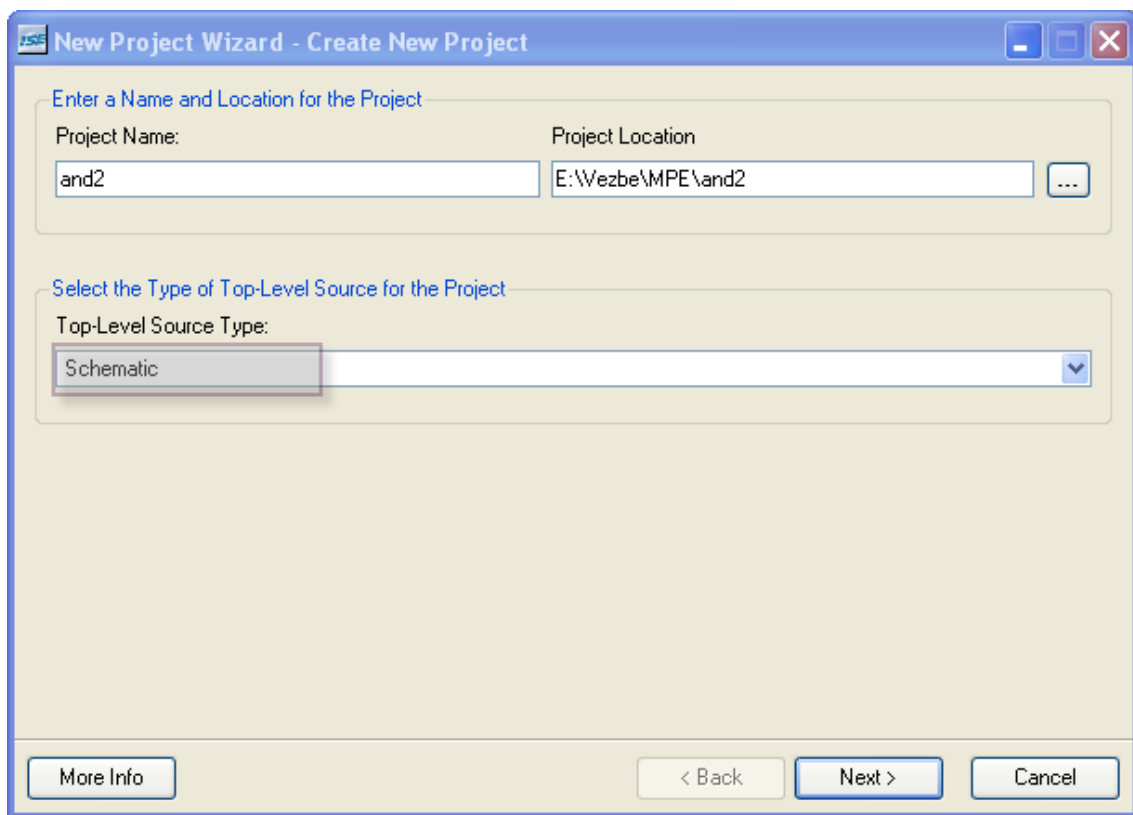 ISE New Project Wizard - Create New Project
Enter a Name and Location for the Project
Project Name: Project Location
and2 E:\Vezbe\MPE\and2 ...
Select the Type of Top-Level Source for the Project
Top-Level Source Type:
Schematic
More Info < Back Next > Cancel